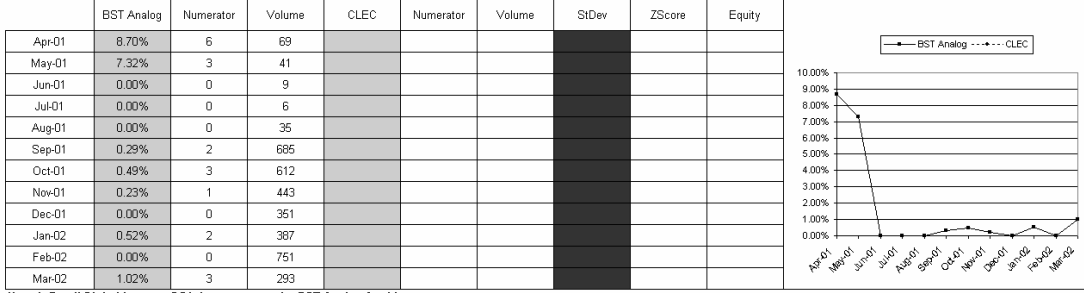 BST Analog Numerator Volume CLEC Numerator Volume StDev ZScore Equity
Apr-01 8.70% 6 69
May-01 7.32% 3 41
Jun-01 0.00% 0 9
Jul-01 0.00% 0 6
Aug-01 0.00% 0 35
Sep-01 0.29% 2 685
Oct-01 0.49% 3 612
Nov-01 0.23% 1 443
Dec-01 0.00% 0 351
Jan-02 0.52% 2 387
Feb-02 0.00% 0 751
Mar-02 1.02% 3 293
BST Analog CLEC
10.00%
9.00%
8.00%
7.00%
6.00%
5.00%
4.00%
3.00%
2.00%
1.00%
0.00%
Apr-01 May-01 Jun-01 Jul-01 Aug-01 Sep-01 Oct-01 Nov-01 Dec-01 Jan-02 Feb-02 Mar-02